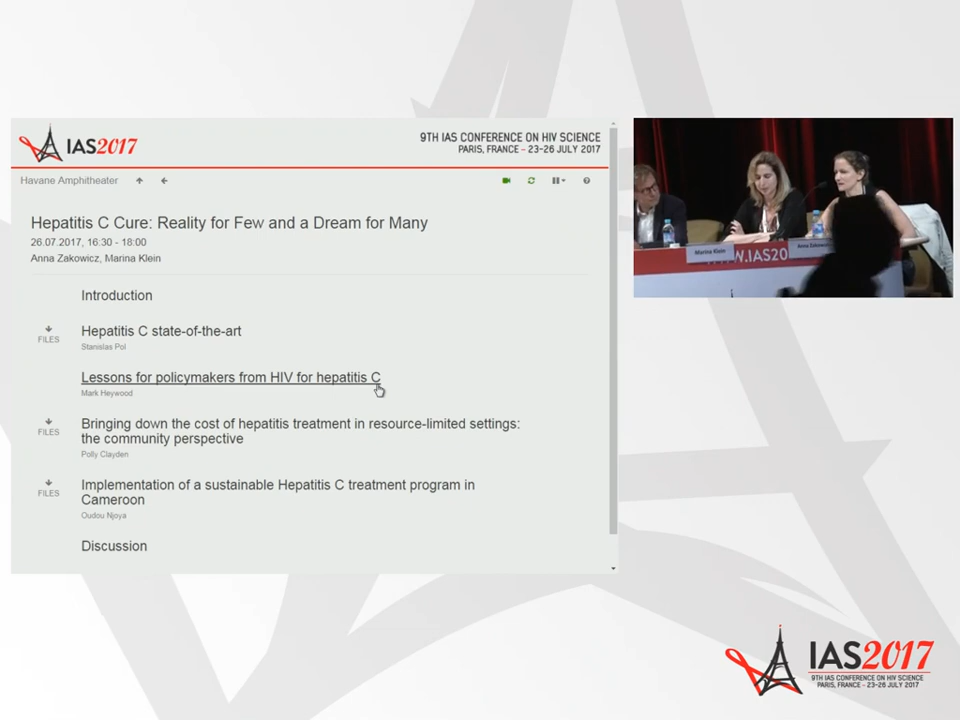 IAS2017
9TH IAS CONFERENCE ON HIV SCIENCE
PARIS, FRANCE – 23-26 JULY 2017
Havane Amphitheater
Hepatitis C Cure: Reality for Few and a Dream for Many
26.07.2017, 16:30 - 18:00
Anna Zakowicz, Marina Klein
Introduction
FILES
Hepatitis C state-of-the-art
Stanislas Pol
Lessons for policymakers from HIV for hepatitis C
Mark Heywood
FILES
Bringing down the cost of hepatitis treatment in resource-limited settings:
the community perspective
Polly Clayden
FILES
Implementation of a sustainable Hepatitis C treatment program in
Cameroon
Oudou Njoya
Discussion
Marina Klein
W.IAS20
Anna Zakowicz
IAS2017
9TH IAS CONFERENCE ON HIV SCIENCE
PARIS, FRANCE – 23-26 JULY 2017